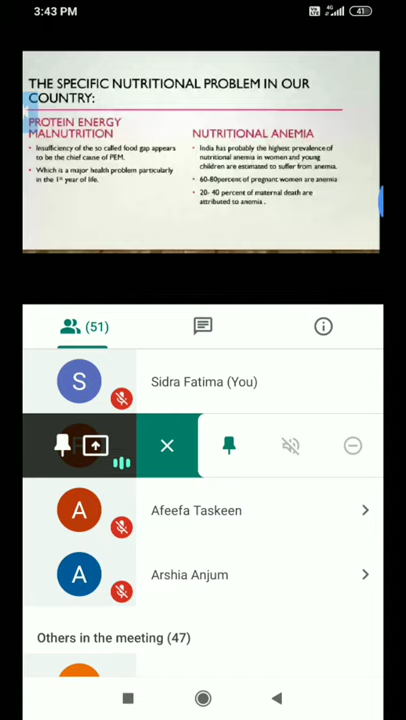 3:43 PM
Vo LTE 4G 41
THE SPECIFIC NUTRITIONAL PROBLEM IN OUR
COUNTRY:
PROTEIN ENERGY
MALNUTRITION
• Insufficiency of the so called food gap appears
to be the chief cause of PEM.
• Which is a major health problem particularly
in the 1st year of life.
NUTRITIONAL ANEMIA
• India has probably the highest prevalence of
nutritional anemia in women and young
children are estimated to suffer from anemia.
• 60-80percent of pregnant women are anemia
• 20- 40 percent of maternal death are
attributed to anemia .
(51)
S
Sidra Fatima (You)
A
Afeefa Taskeen
A
Arshia Anjum
Others in the meeting (47)